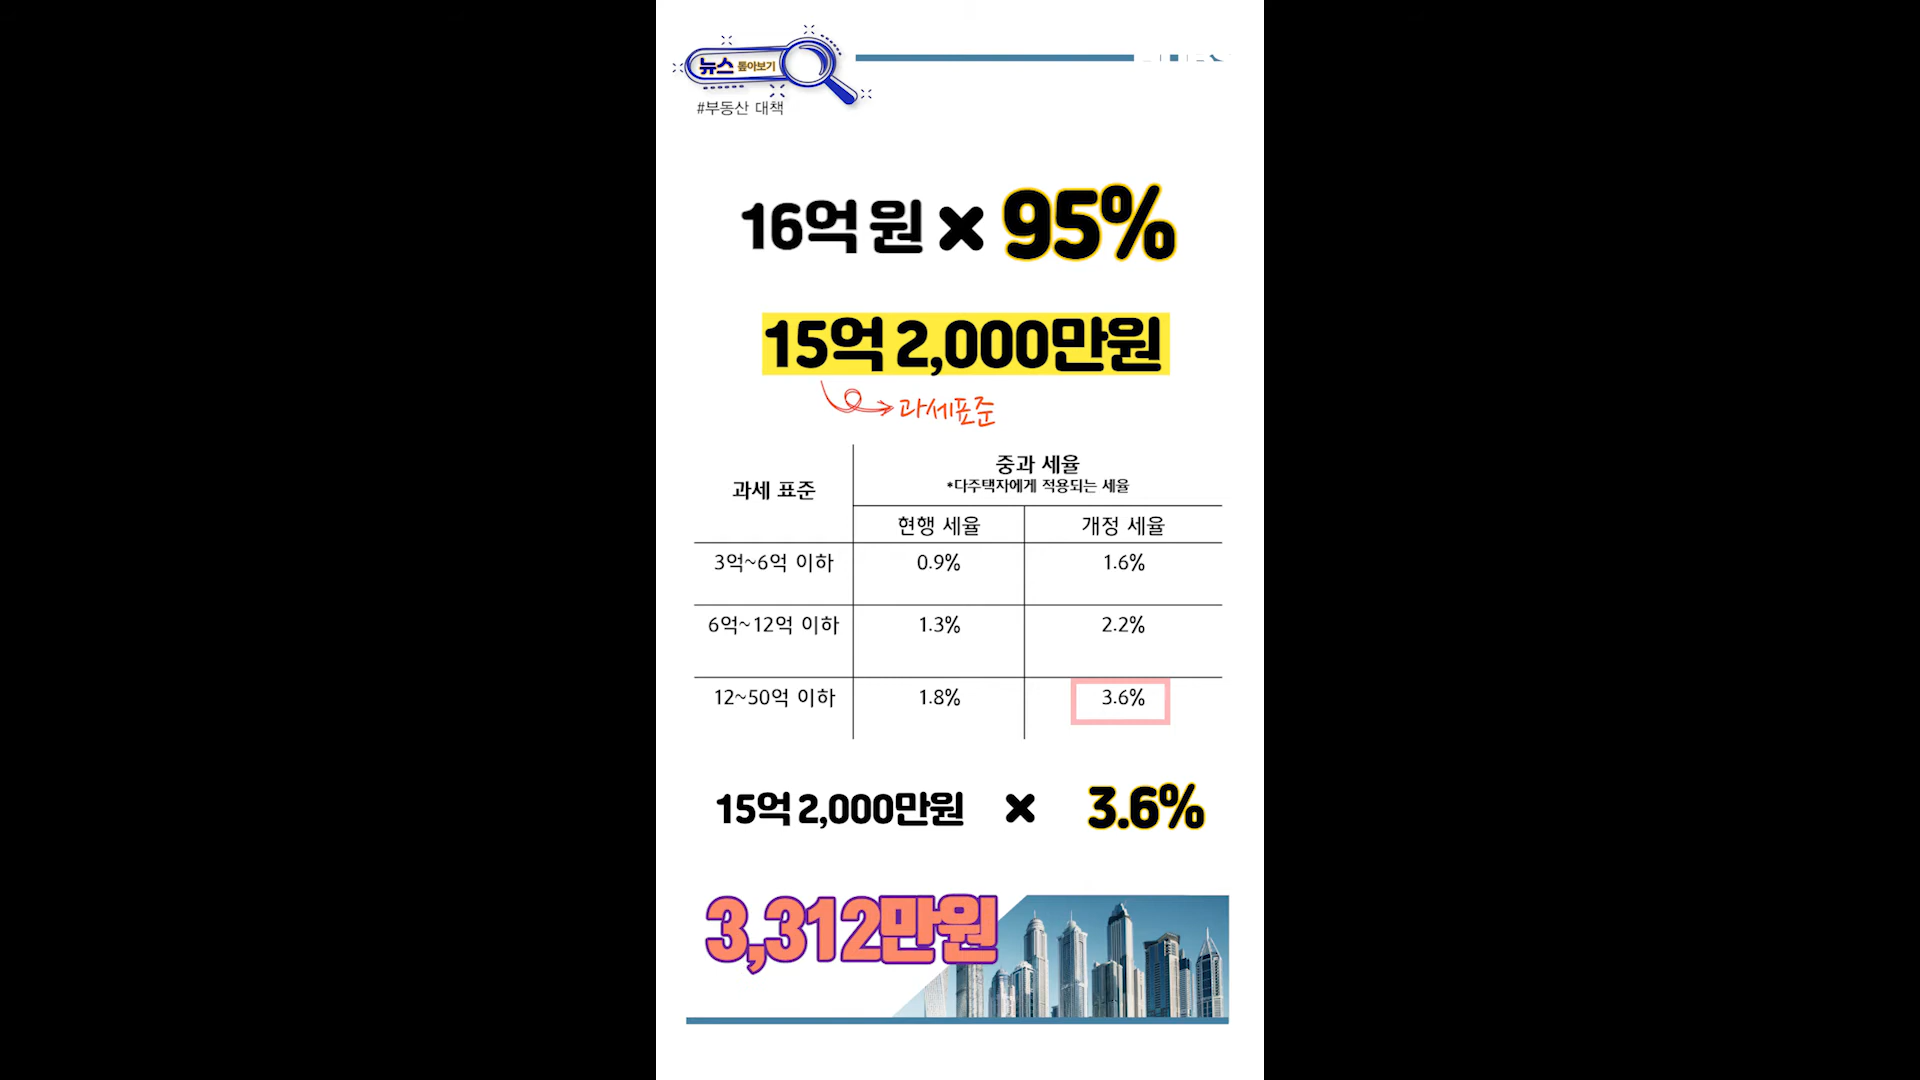 뉴스 톺아보기
#부동산 대책
16억 원 × 95%
15억 2,000만원
과세표준
과세 표준
중과 세율
*다주택자에게 적용되는 세율
현행 세율 개정 세율
3억~6억 이하 0.9% 1.6%
6억~12억 이하 1.3% 2.2%
12~50억 이하 1.8% 3.6%
15억 2,000만원 × 3.6%
3,312만원